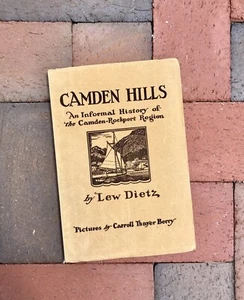 CAMDEN HILLS
An Informal History of
the Camden-Rockport Region
by Lew Dietz
Pictures by Carroll Thayer Berry